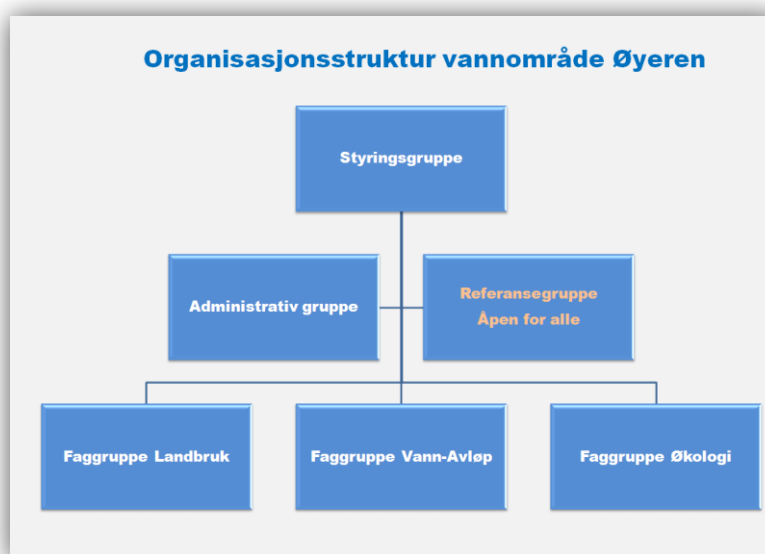 Organisasjonsstruktur vannområde Øyeren
Styringsgruppe
Administrativ gruppe
Referansegruppe
Åpen for alle
Faggruppe Landbruk
Faggruppe Vann-Avløp
Faggruppe Økologi